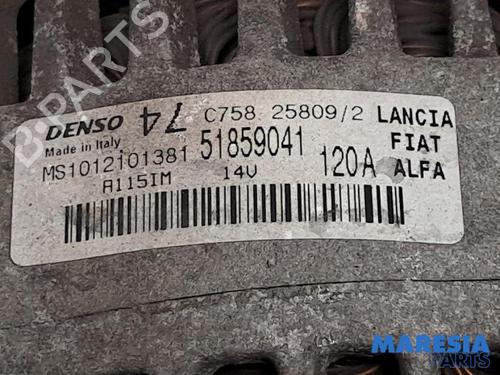 DENSO 74 C758 25809/2 LANCIA
Made in Italy FIAT
MS1012101381 51859041 120A ALFA
A115IM 14V
B-PARTS
MARESIA
PARTS